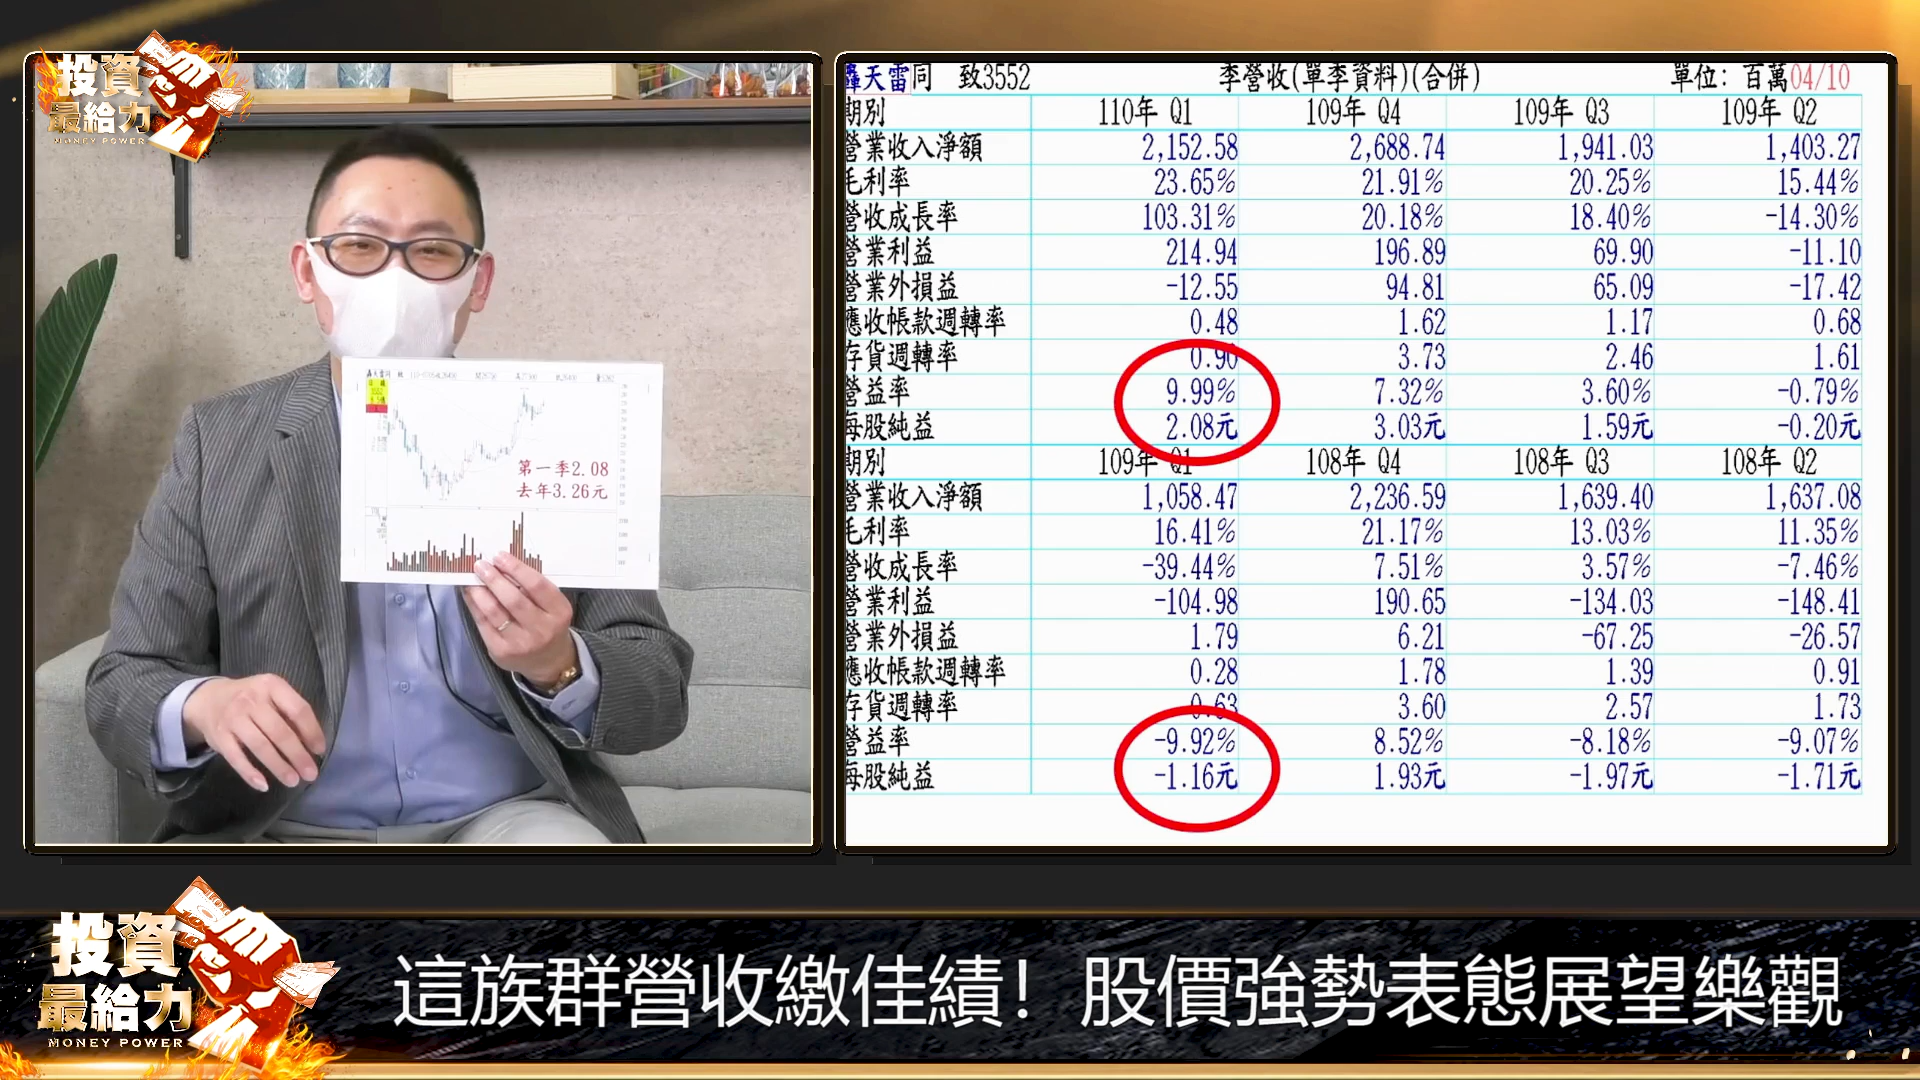 投資
最給力
MONEY POWER
轟天雷同 致3552 季營收(單季資料)(合併) 單位: 百萬04/10
期別 110年 Q1 109年 Q4 109年 Q3 109年 Q2
營業收入淨額 2,152.58 2,688.74 1,941.03 1,403.27
毛利率 23.65% 21.91% 20.25% 15.44%
營收成長率 103.31% 20.18% 18.40% -14.30%
營業利益 214.94 196.89 69.90 -11.10
營業外損益 -12.55 94.81 65.09 -17.42
應收帳款週轉率 0.48 1.62 1.17 0.68
存貨週轉率 0.90 3.73 2.46 1.61
營益率 9.99% 7.32% 3.60% -0.79%
每股純益 2.08元 3.03元 1.59元 -0.20元
期別 109年 Q1 108年 Q4 108年 Q3 108年 Q2
營業收入淨額 1,058.47 2,236.59 1,639.40 1,637.08
毛利率 16.41% 21.17% 13.03% 11.35%
營收成長率 -39.44% 7.51% 3.57% -7.46%
營業利益 -104.98 190.65 -134.03 -148.41
營業外損益 1.79 6.21 -67.25 -26.57
應收帳款週轉率 0.28 1.78 1.39 0.91
存貨週轉率 0.63 3.60 2.57 1.73
營益率 -9.92% 8.52% -8.18% -9.07%
每股純益 -1.16元 1.93元 -1.97元 -1.71元
第一季2.08
去年3.26元
投資
最給力
MONEY POWER
這族群營收繳佳績！股價強勢表態展望樂觀